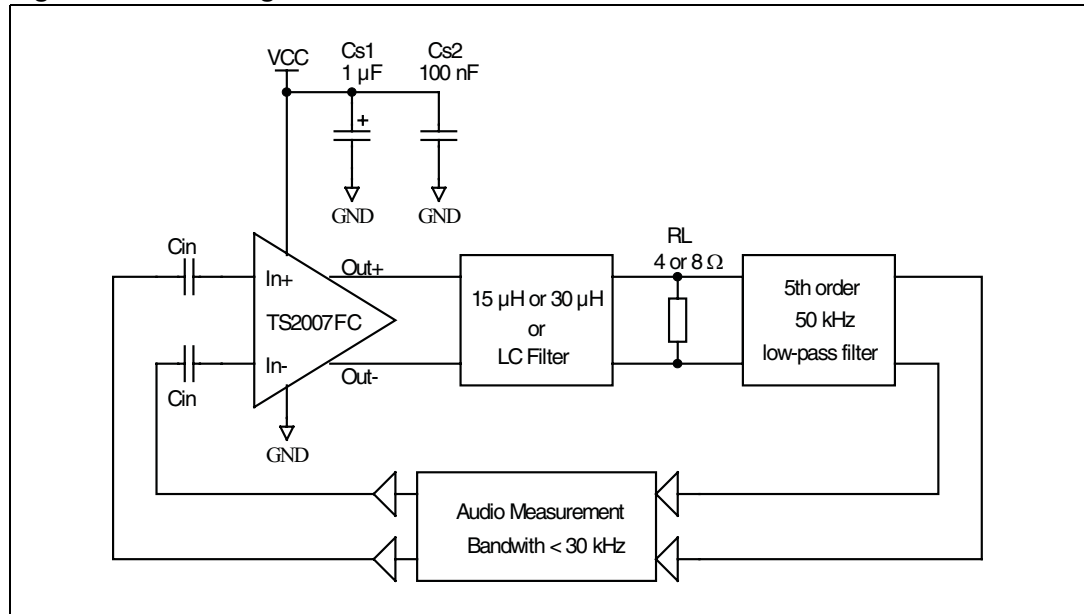 VCC
Cs1
1 µF
Cs2
100 nF
+
GND
GND
Cin
In+
Out+
TS2007FC
In-
Out-
Cin
GND
15 µH or 30 µH
or
LC Filter
RL
4 or 8 Ω
5th order
50 kHz
low-pass filter
Audio Measurement
Bandwith < 30 kHz